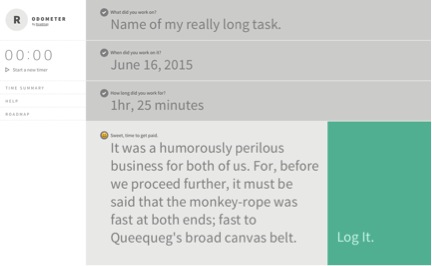 R
ODOMETER
00:00
Start a new timer
TIME SUMMARY
HELP
ROADMAP
What did you work on?
Name of my really long task.
When did you work on it?
June 16, 2015
How long did you work for?
1hr, 25 minutes
Sweet, time to get paid.
It was a humorously perilous
business for both of us. For, before
we proceed further, it must be
said that the monkey-rope was
fast at both ends; fast to
Queequeg's broad canvas belt.
Log It.